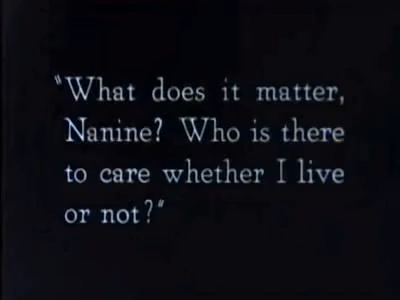 "What does it matter,
Nanine? Who is there
to care whether I live
or not?"